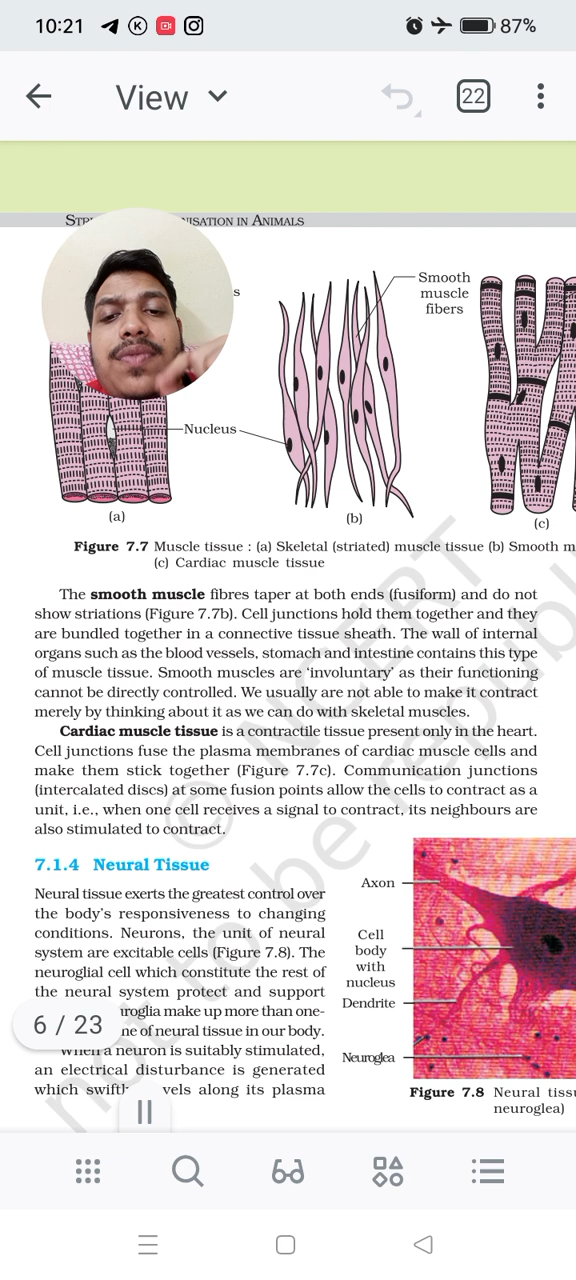 10:21
87%
View
22
ISATION IN ANIMALS
s
Smooth
muscle
fibers
Nucleus
(a)
(b)
(c)
Figure 7.7 Muscle tissue : (a) Skeletal (striated) muscle tissue (b) Smooth m
(c) Cardiac muscle tissue
The smooth muscle fibres taper at both ends (fusiform) and do not
show striations (Figure 7.7b). Cell junctions hold them together and they
are bundled together in a connective tissue sheath. The wall of internal
organs such as the blood vessels, stomach and intestine contains this type
of muscle tissue. Smooth muscles are ‘involuntary’ as their functioning
cannot be directly controlled. We usually are not able to make it contract
merely by thinking about it as we can do with skeletal muscles.
Cardiac muscle tissue is a contractile tissue present only in the heart.
Cell junctions fuse the plasma membranes of cardiac muscle cells and
make them stick together (Figure 7.7c). Communication junctions
(intercalated discs) at some fusion points allow the cells to contract as a
unit, i.e., when one cell receives a signal to contract, its neighbours are
also stimulated to contract.
7.1.4 Neural Tissue
Neural tissue exerts the greatest control over
the body’s responsiveness to changing
conditions. Neurons, the unit of neural
system are excitable cells (Figure 7.8). The
neuroglial cell which constitute the rest of
the neural system protect and support
uroglia make up more than one-
ne of neural tissue in our body.
When a neuron is suitably stimulated,
an electrical disturbance is generated
which swiftl vels along its plasma
6 / 23
Axon
Cell
body
with
nucleus
Dendrite
Neuroglea
Figure 7.8 Neural tissu
neuroglea)
© NCERT
not to be republi